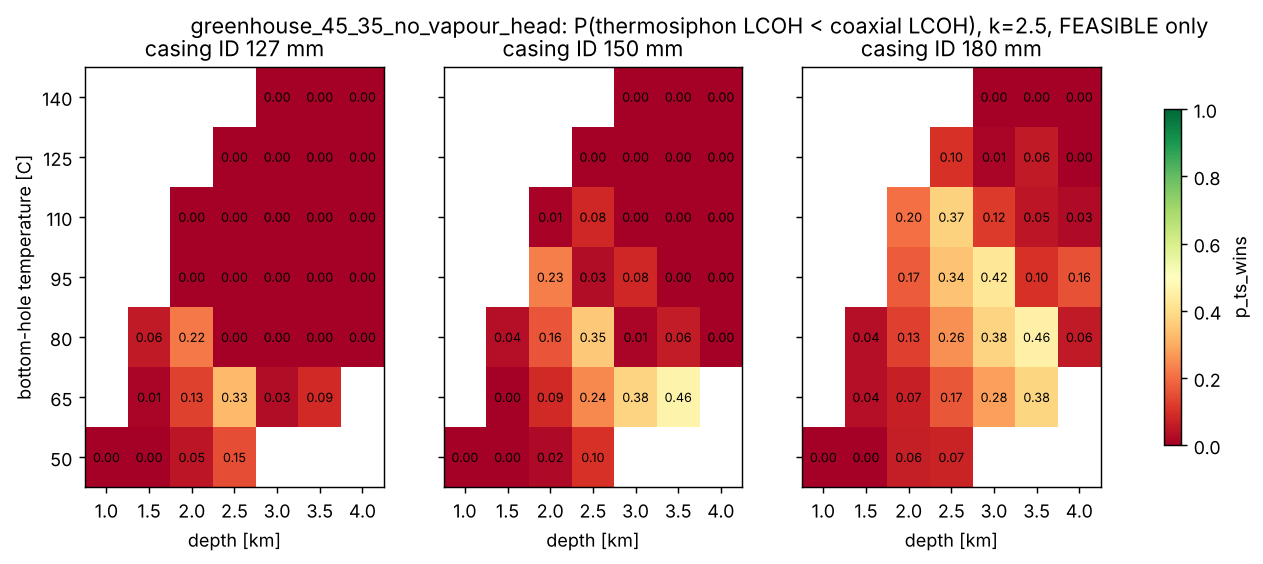 greenhouse_45_35_no_vapour_head: P(thermosiphon LCOH < coaxial LCOH), k=2.5, FEASIBLE only
casing ID 127 mm casing ID 150 mm casing ID 180 mm
140 0.00 0.00 0.00 0.00 0.00 0.00 0.00 0.00 0.00 1.0
125 0.00 0.00 0.00 0.00 0.00 0.00 0.00 0.00 0.10 0.01 0.06 0.00 0.8
110 0.00 0.00 0.00 0.00 0.00 0.01 0.08 0.00 0.00 0.00 0.20 0.37 0.12 0.05 0.03 0.6
95 0.00 0.00 0.00 0.00 0.00 0.23 0.03 0.08 0.00 0.00 0.17 0.34 0.42 0.10 0.16 0.4
80 0.06 0.22 0.00 0.00 0.00 0.00 0.04 0.16 0.35 0.01 0.06 0.00 0.04 0.13 0.26 0.38 0.46 0.06
65 0.01 0.13 0.33 0.03 0.09 0.00 0.09 0.24 0.38 0.46 0.04 0.07 0.17 0.28 0.38 0.2
50 0.00 0.00 0.05 0.15 0.00 0.00 0.02 0.10 0.00 0.00 0.06 0.07 0.0
bottom-hole temperature [C]
p_ts_wins
1.0 1.5 2.0 2.5 3.0 3.5 4.0 1.0 1.5 2.0 2.5 3.0 3.5 4.0 1.0 1.5 2.0 2.5 3.0 3.5 4.0
depth [km] depth [km] depth [km]